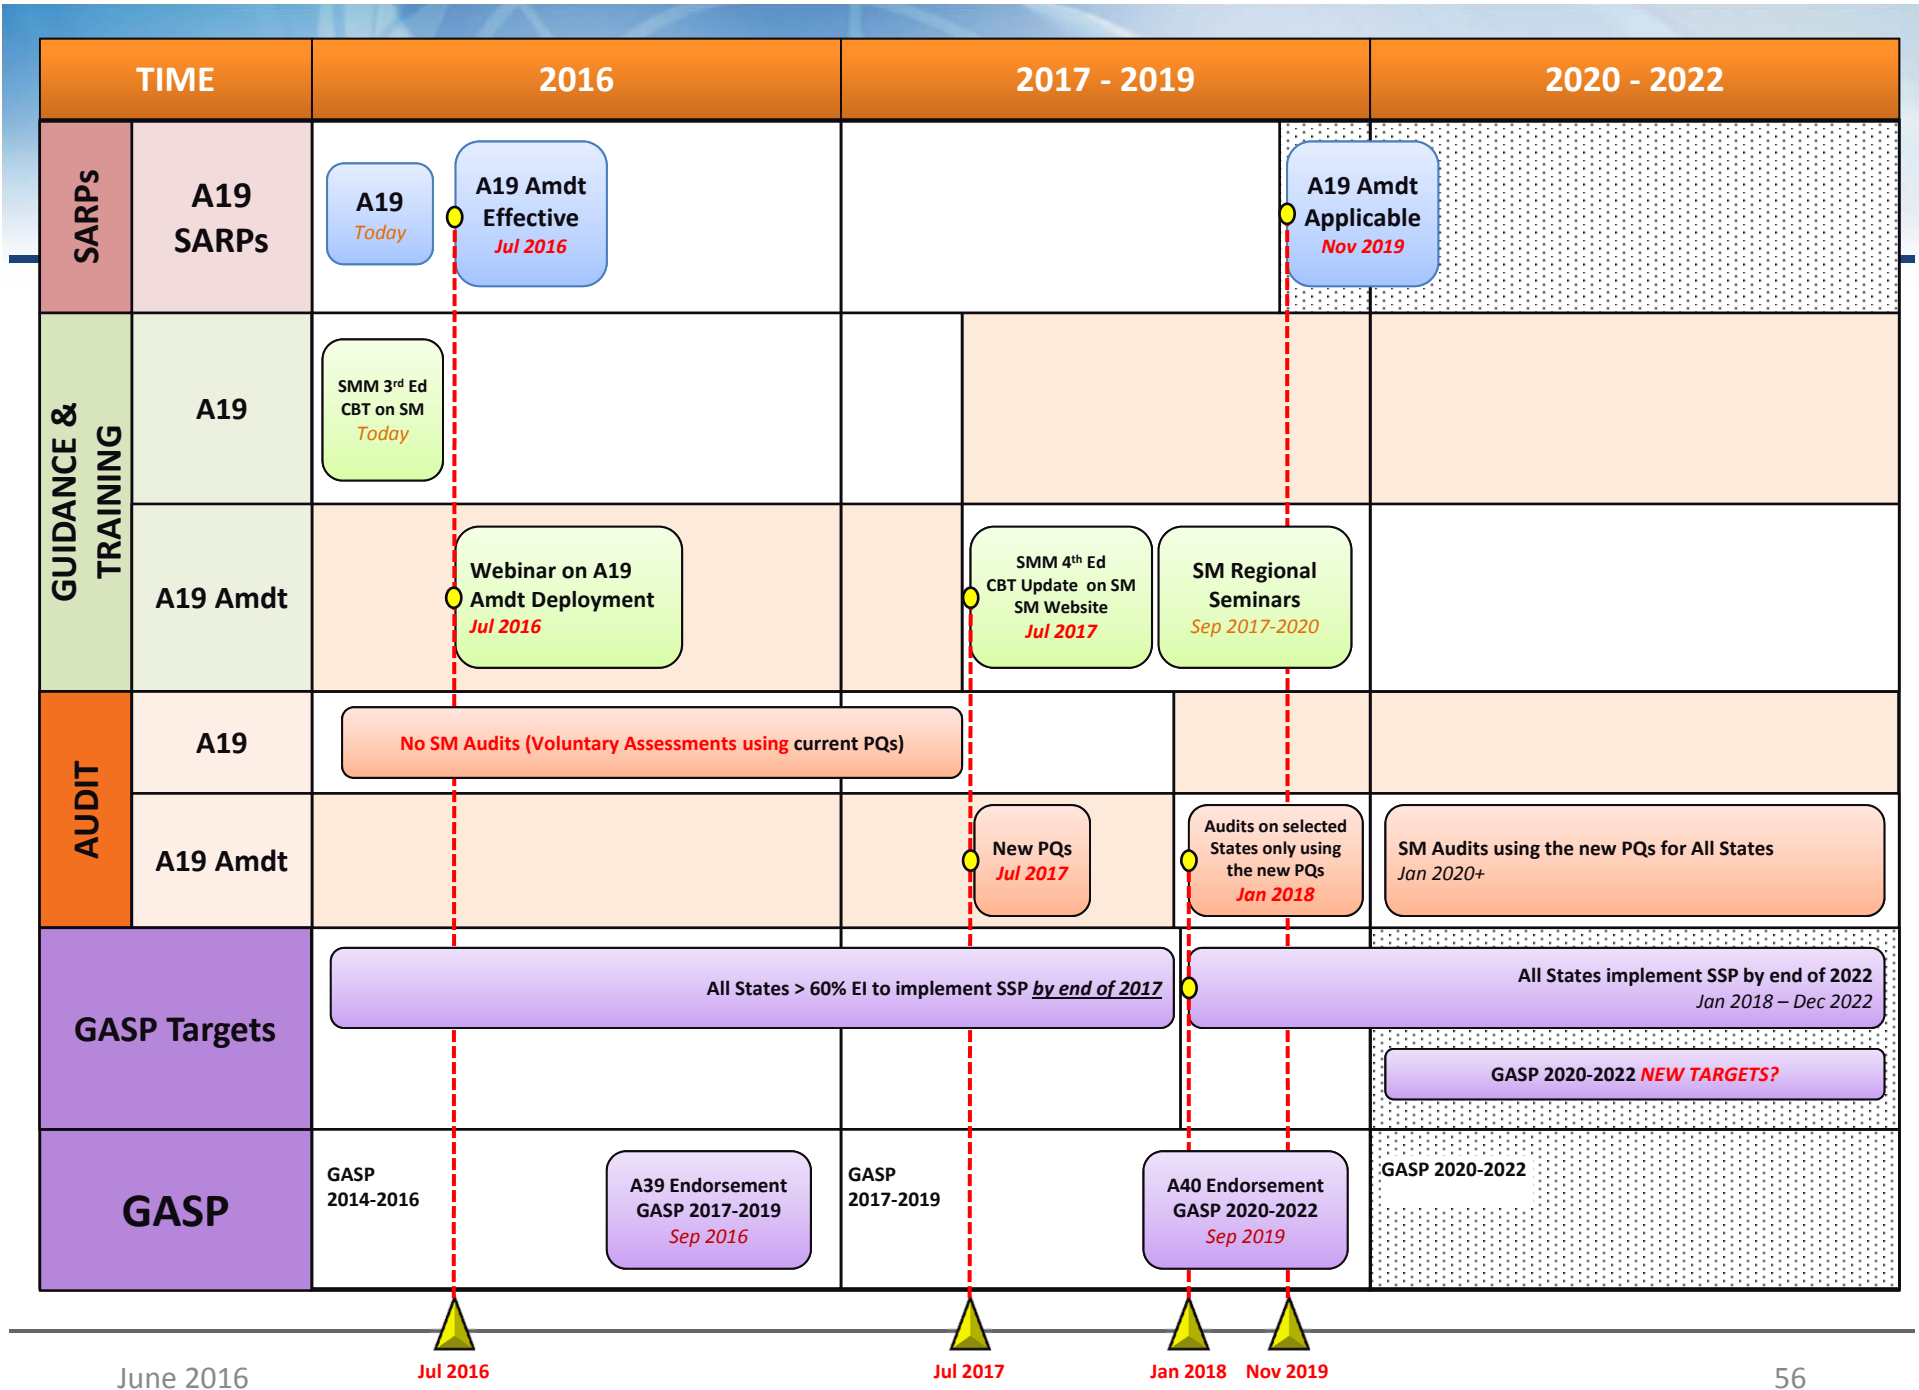 TIME
2016
2017 - 2019
2020 - 2022
SARPs
A19
SARPs
A19
Today
A19 Amdt
Effective
Jul 2016
A19 Amdt
Applicable
Nov 2019
GUIDANCE &
TRAINING
A19
SMM 3rd Ed
CBT on SM
Today
A19 Amdt
Webinar on A19
Amdt Deployment
Jul 2016
SMM 4th Ed
CBT Update on SM
SM Website
Jul 2017
SM Regional
Seminars
Sep 2017-2020
AUDIT
A19
No SM Audits (Voluntary Assessments using current PQs)
A19 Amdt
New PQs
Jul 2017
Audits on selected
States only using
the new PQs
Jan 2018
SM Audits using the new PQs for All States
Jan 2020+
GASP Targets
All States > 60% EI to implement SSP by end of 2017
All States implement SSP by end of 2022
Jan 2018 – Dec 2022
GASP 2020-2022 NEW TARGETS?
GASP
GASP
2014-2016
A39 Endorsement
GASP 2017-2019
Sep 2016
GASP
2017-2019
A40 Endorsement
GASP 2020-2022
Sep 2019
GASP 2020-2022
Jul 2016
Jul 2017
Jan 2018
Nov 2019
June 2016
56